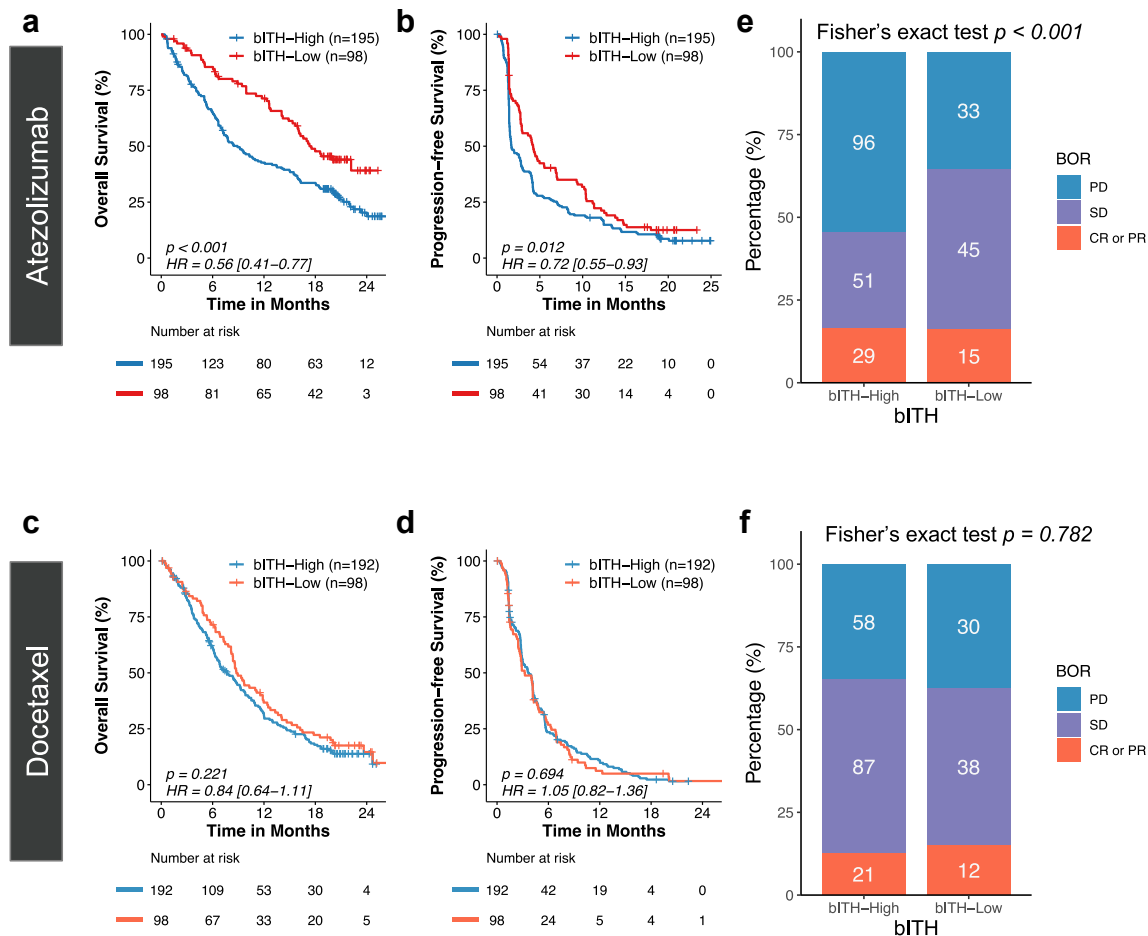 Atezolizumab
a
Overall Survival (%)
100
75
50
25
0
bITH−High (n=195)
bITH−Low (n=98)
p < 0.001
HR = 0.56 [0.41−0.77]
0 6 12 18 24
Time in Months
Number at risk
195 123 80 63 12
98 81 65 42 3
b
Progression−free Survival (%)
100
75
50
25
0
bITH−High (n=195)
bITH−Low (n=98)
p = 0.012
HR = 0.72 [0.55−0.93]
0 5 10 15 20 25
Time in Months
Number at risk
195 54 37 22 10 0
98 41 30 14 4 0
e
Fisher’s exact test p < 0.001
Percentage (%)
100
75
50
25
0
96 33
51 45
29 15
bITH−High bITH−Low
bITH
BOR
PD
SD
CR or PR
Docetaxel
c
Overall Survival (%)
100
75
50
25
0
bITH−High (n=192)
bITH−Low (n=98)
p = 0.221
HR = 0.84 [0.64−1.11]
0 6 12 18 24
Time in Months
Number at risk
192 109 53 30 4
98 67 33 20 5
d
Progression−free Survival (%)
100
75
50
25
0
bITH−High (n=192)
bITH−Low (n=98)
p = 0.694
HR = 1.05 [0.82−1.36]
0 6 12 18 24
Time in Months
Number at risk
192 42 19 4 0
98 24 5 4 1
f
Fisher’s exact test p = 0.782
Percentage (%)
100
75
50
25
0
58 30
87 38
21 12
bITH−High bITH−Low
bITH
BOR
PD
SD
CR or PR